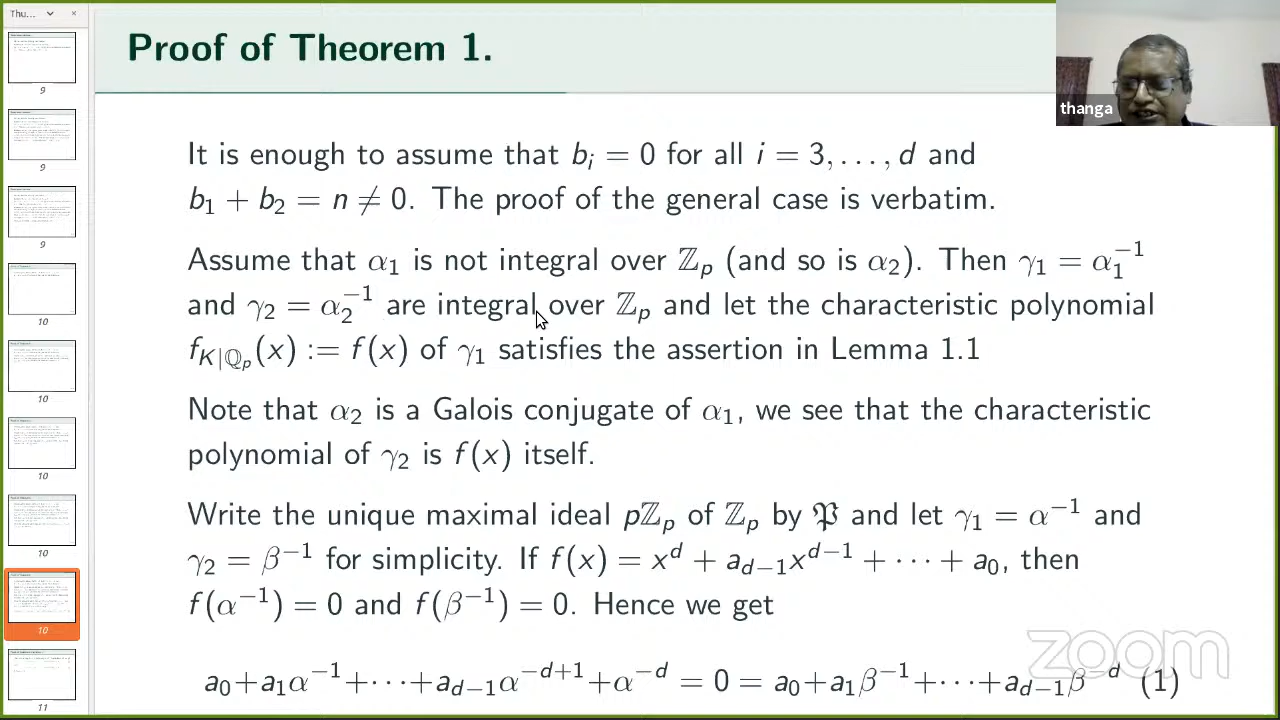 Thu...
9
9
9
10
10
10
10
10
11
Proof of Theorem 1.
thanga
It is enough to assume that b_i = 0 for all i = 3, . . . , d and
b_1 + b_2 = n ≠ 0. The proof of the general case is verbatim.
Assume that α_1 is not integral over ℤ_p (and so is α_2). Then γ_1 = α_1^{-1}
and γ_2 = α_2^{-1} are integral over ℤ_p and let the characteristic polynomial
f_{K|ℚ_p}(x) := f(x) of γ_1 satisfies the assertion in Lemma 1.1
Note that α_2 is a Galois conjugate of α_1, we see that the characteristic
polynomial of γ_2 is f(x) itself.
Write the unique maximal ideal pℤ_p of ℤ_p by 𝔓 and let γ_1 = α^{-1} and
γ_2 = β^{-1} for simplicity. If f(x) = x^d + a_{d-1}x^{d-1} + · · · + a_0, then
f(α^{-1}) = 0 and f(β^{-1}) = 0. Hence we get
a_0+a_1α^{-1}+· · ·+a_{d-1}α^{-d+1}+α^{-d} = 0 = a_0+a_1β^{-1}+· · ·+a_{d-1}β^{-d} (1)
zoom